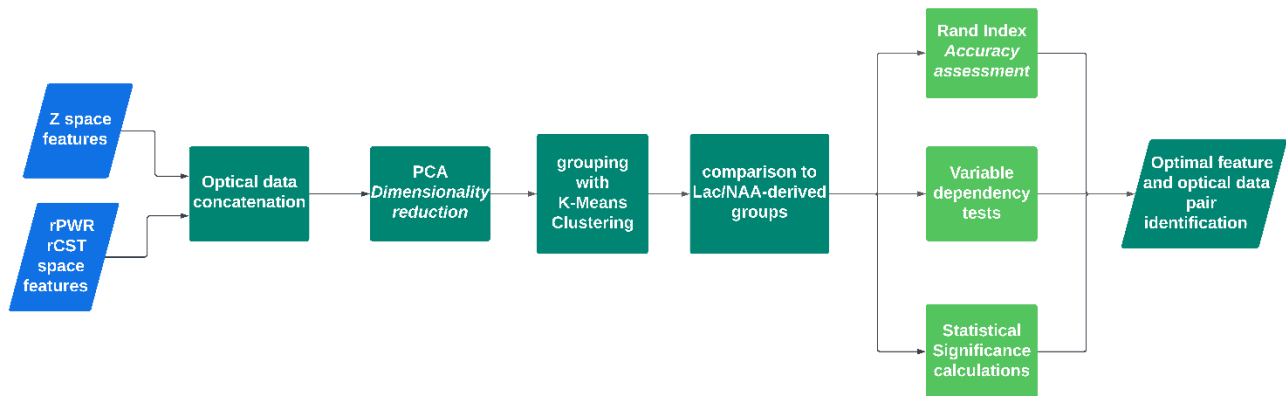 Z space
features
rPWR
rCST
space
features
Optical data
concatenation
PCA
Dimensionality
reduction
grouping
with
K-Means
Clustering
comparison to
Lac/NAA-derived
groups
Rand Index
Accuracy
assessment
Variable
dependency
tests
Statistical
Significance
calculations
Optimal feature
and optical data
pair
identification